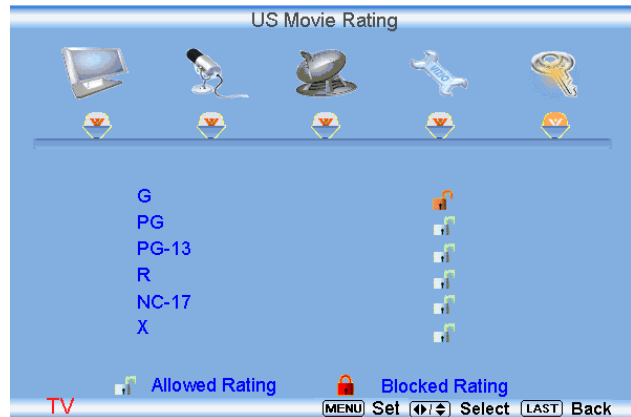 US Movie Rating
G
PG
PG-13
R
NC-17
X
Allowed Rating Blocked Rating
TV MENU Set Select LAST Back